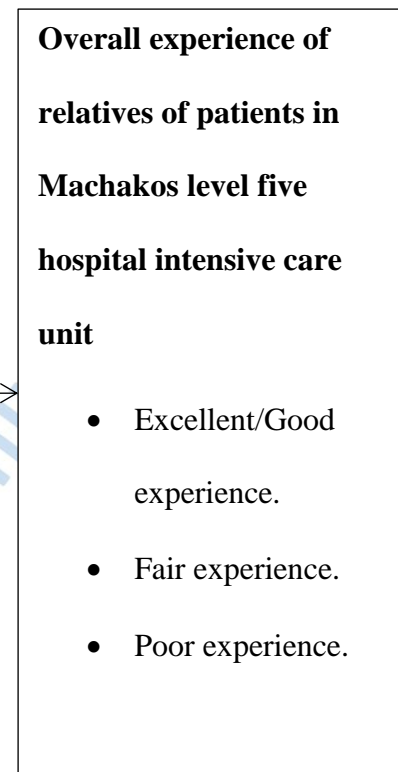 Overall experience of
relatives of patients in
Machakos level five
hospital intensive care
unit
• Excellent/Good
experience.
• Fair experience.
• Poor experience.